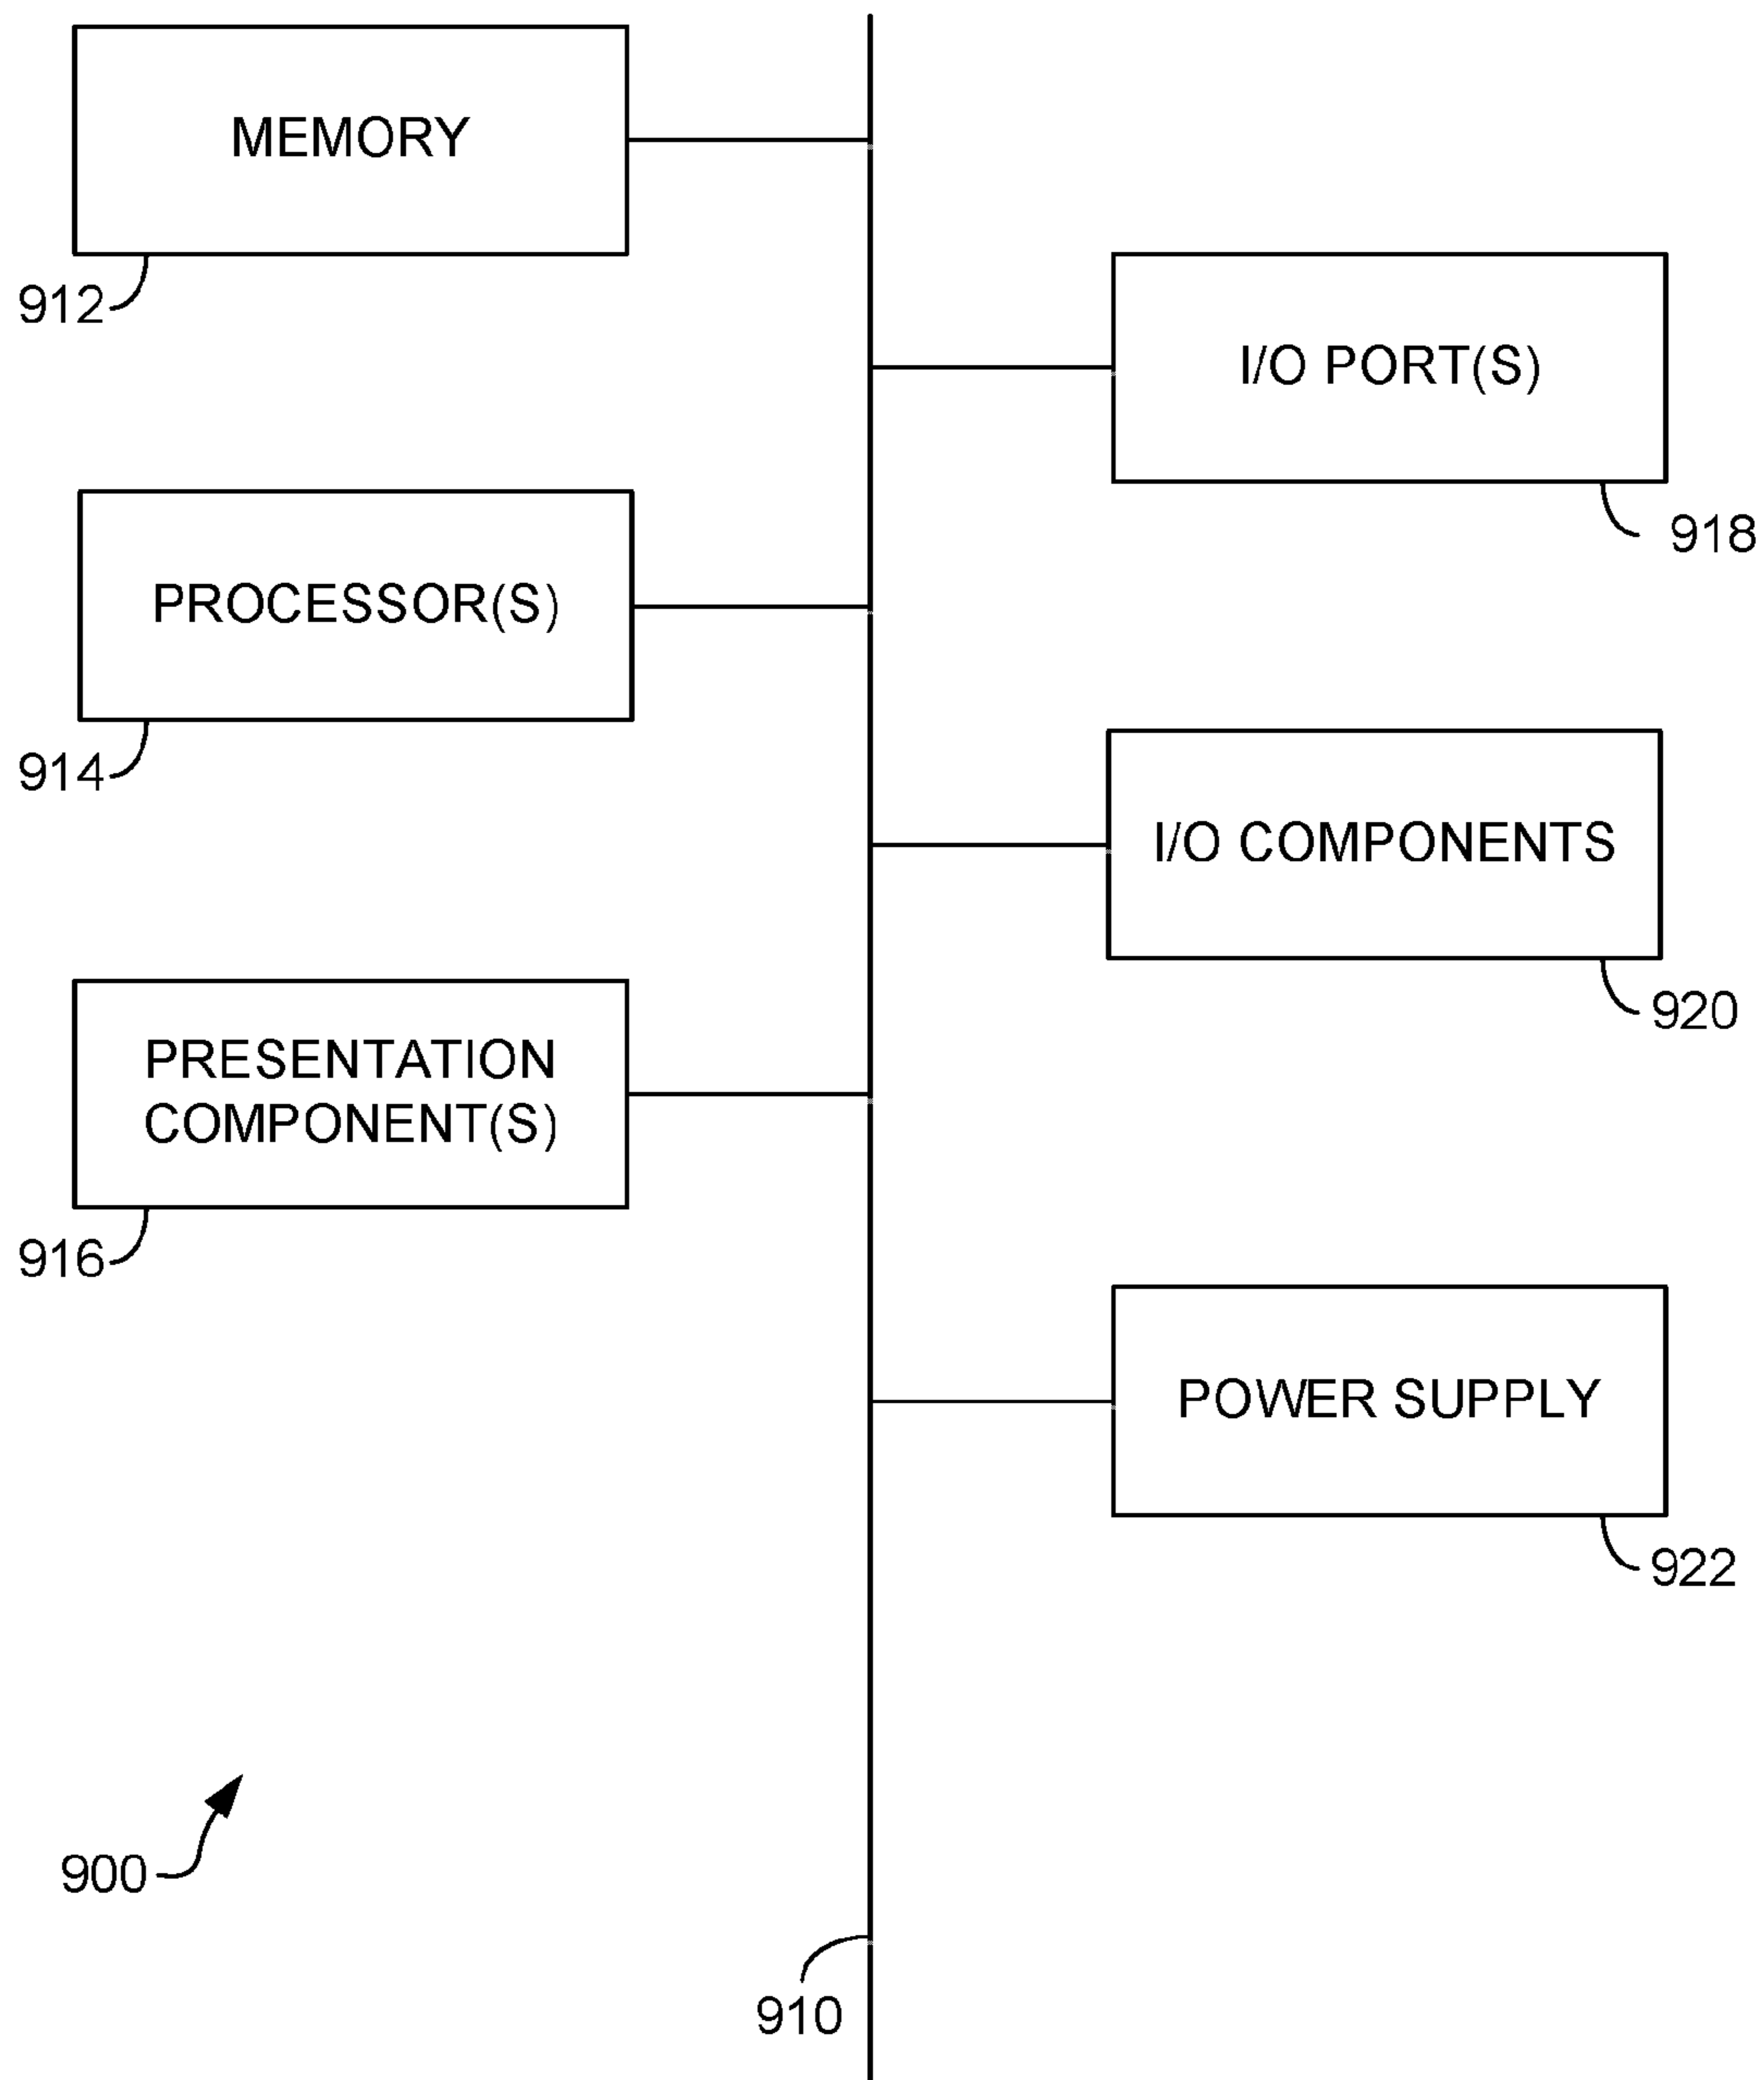 MEMORY
912
I/O PORT(S)
918
PROCESSOR(S)
914
I/O COMPONENTS
920
PRESENTATION
COMPONENT(S)
916
POWER SUPPLY
922
900
910